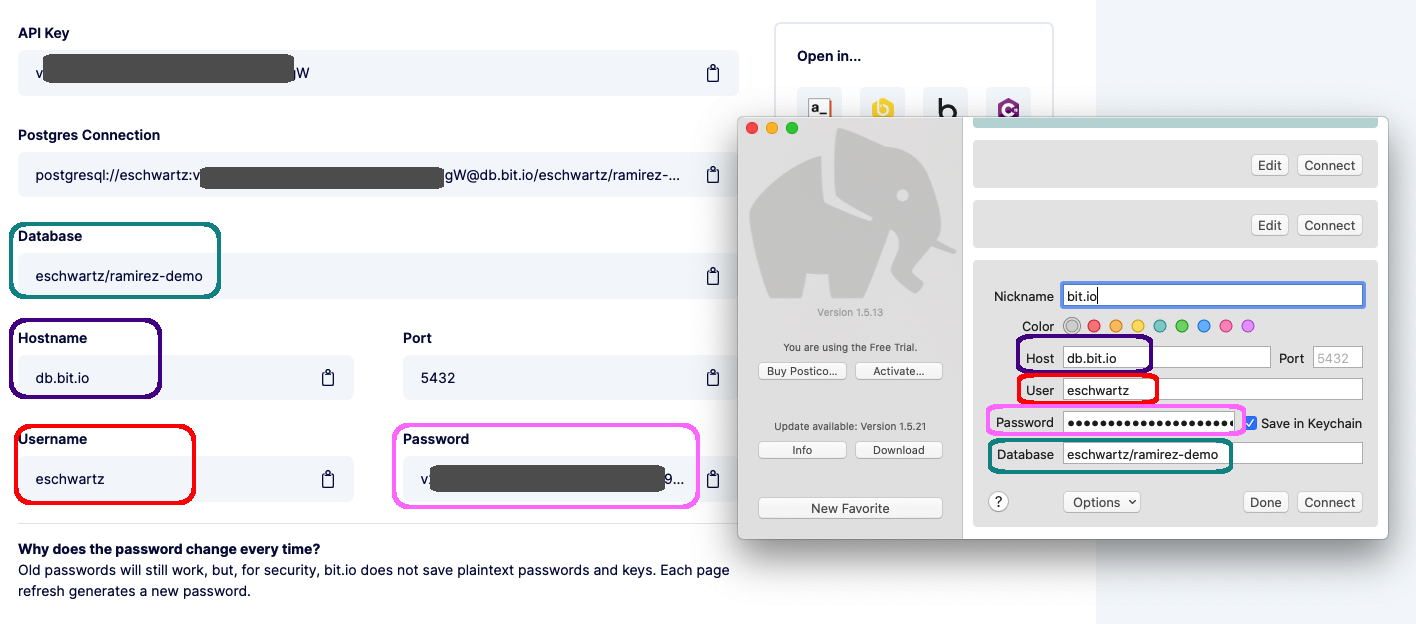 API Key
v gW
Postgres Connection
postgresql://eschwartz:v gW@db.bit.io/eschwartz/ramirez-...
Database
eschwartz/ramirez-demo
Hostname
db.bit.io
Port
5432
Username
eschwartz
Password
9...
Why does the password change every time?
Old passwords will still work, but, for security, bit.io does not save plaintext passwords and keys. Each page
refresh generates a new password.
Open in...
a_
b
b
C
Version 1.5.13
You are using the Free Trial.
Buy Postico... Activate...
Update available: Version 1.5.21
Info Download
New Favorite
Edit Connect
Edit Connect
Nickname bit.io
Color
Host db.bit.io Port 5432
User eschwartz
Password ●●●●●●●●●●●●●●●●●●●● Save in Keychain
Database eschwartz/ramirez-demo
? Options Done Connect